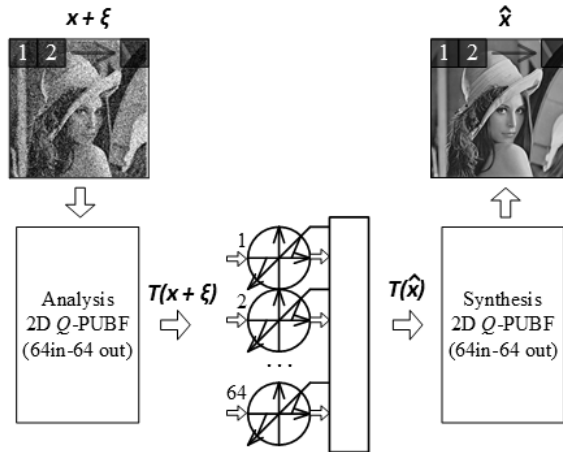 x + ξ
x̂
1 2
1 2
Analysis
2D Q-PUBF
(64in-64 out)
T(x + ξ)
1
2
...
64
T(x̂)
Synthesis
2D Q-PUBF
(64in-64 out)